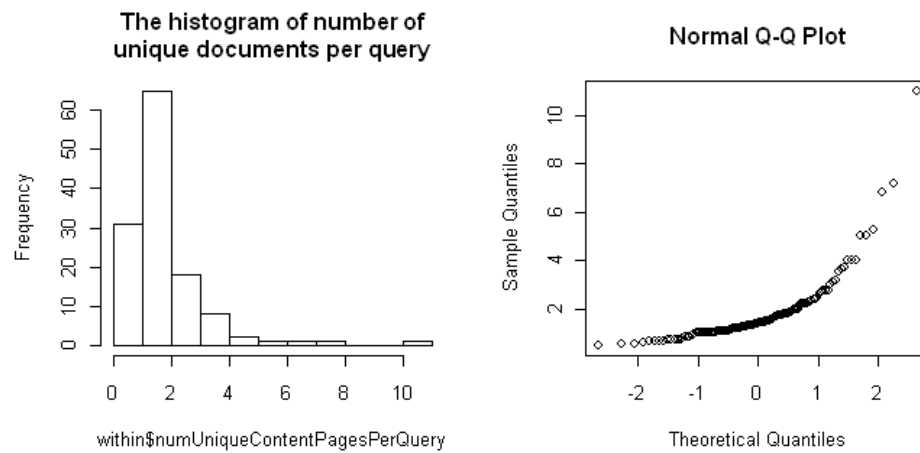 The histogram of number of
unique documents per query
Frequency
0 10 20 30 40 50 60
0 2 4 6 8 10
within$numUniqueContentPagesPerQuery
Normal Q-Q Plot
Sample Quantiles
2 4 6 8 10
-2 -1 0 1 2
Theoretical Quantiles